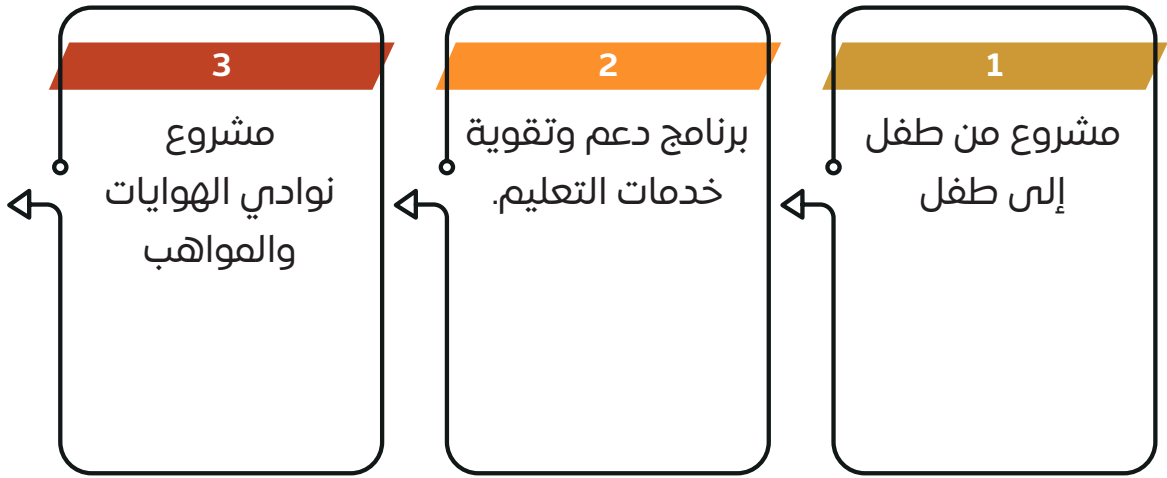 1
مشروع من طفل
إلى طفل
2
برنامج دعم وتقوية
خدمات التعليم.
3
مشروع
نوادي الهوايات
والمواهب